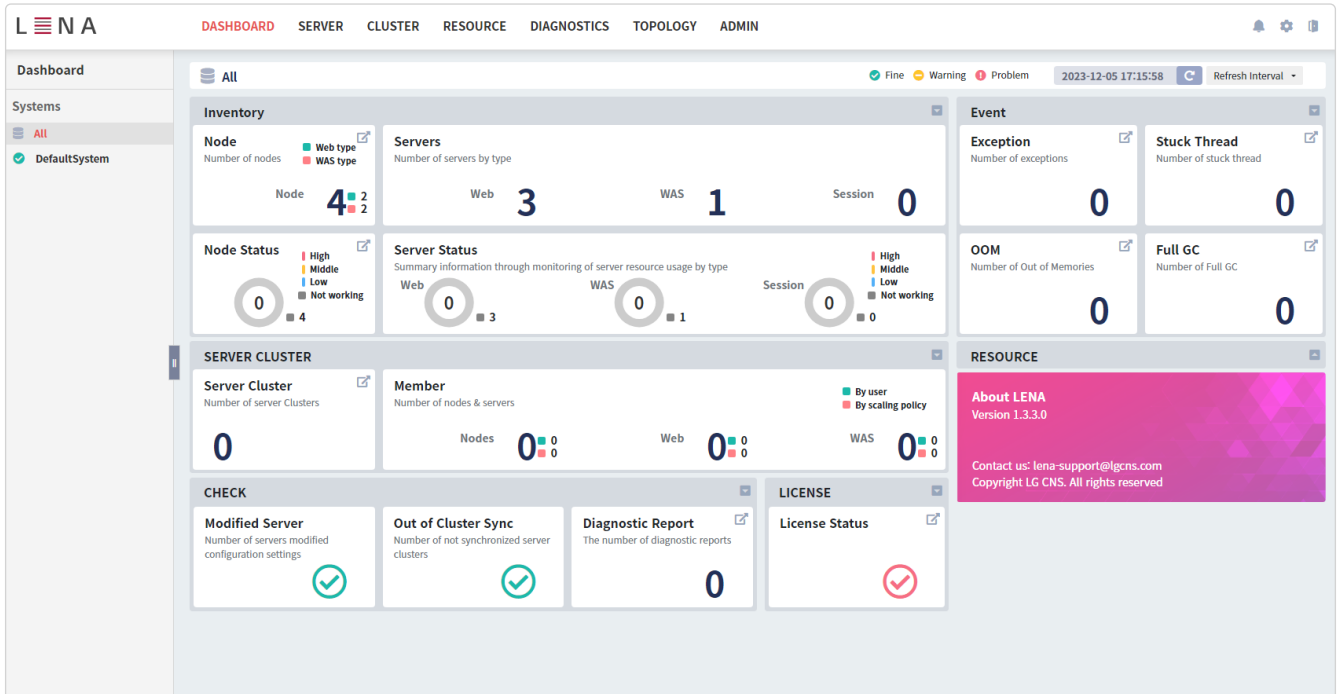 LENA
DASHBOARD SERVER CLUSTER RESOURCE DIAGNOSTICS TOPOLOGY ADMIN
Dashboard
Systems
All
DefaultSystem
All
Fine Warning Problem 2023-12-05 17:15:58 Refresh Interval
Inventory
Node
Number of nodes
Web type
WAS type
Node 4 2
2
Servers
Number of servers by type
Web 3 WAS 1 Session 0
Node Status
High
Middle
Low
Not working
0 4
Server Status
Summary information through monitoring of server resource usage by type
High
Middle
Low
Not working
Web 0 3 WAS 0 1 Session 0 0
Event
Exception
Number of exceptions
0
Stuck Thread
Number of stuck thread
0
OOM
Number of Out of Memories
0
Full GC
Number of Full GC
0
SERVER CLUSTER
Server Cluster
Number of server Clusters
0
Member
Number of nodes & servers
By user
By scaling policy
Nodes 0 0 Web 0 0 WAS 0 0
0 0 0
RESOURCE
About LENA
Version 1.3.3.0
Contact us: lena-support@lgcns.com
Copyright LG CNS. All rights reserved
CHECK
Modified Server
Number of servers modified
configuration settings
Out of Cluster Sync
Number of not synchronized server
clusters
Diagnostic Report
The number of diagnostic reports
0
LICENSE
License Status